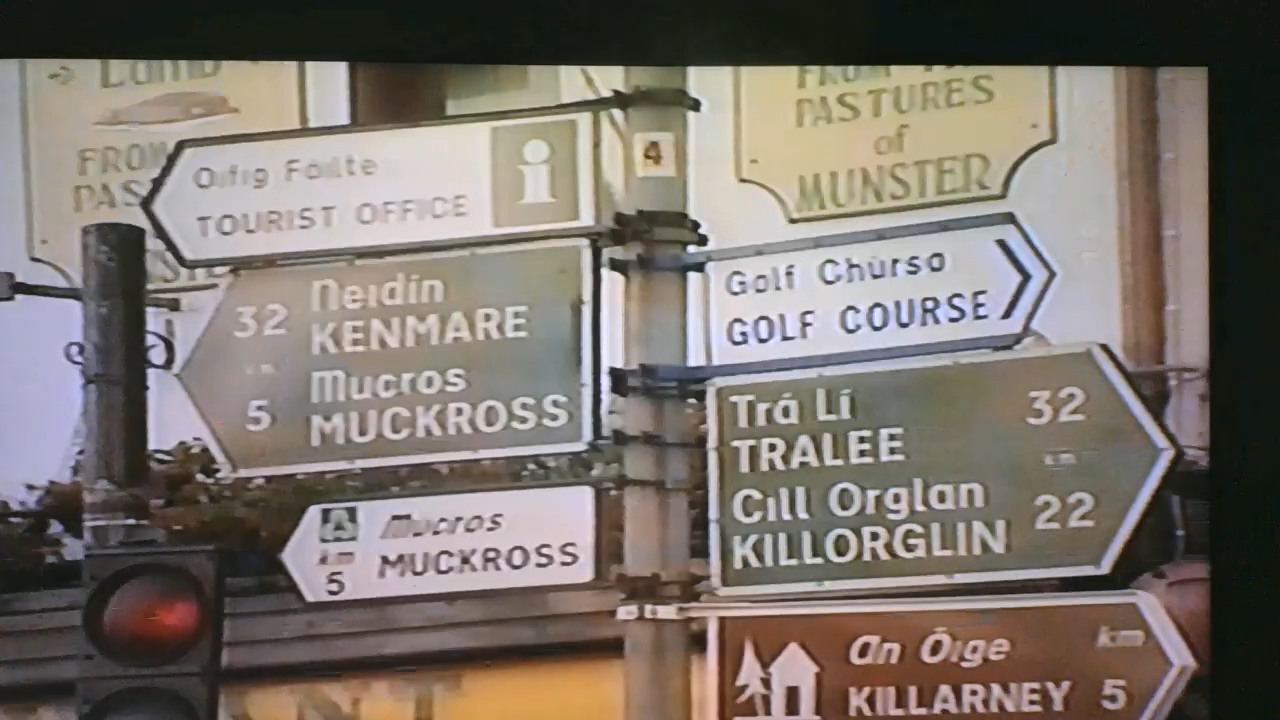 Lamb
FROM
PAS
Oifig Fáilte
TOURIST OFFICE
i
32 Neidín
KENMARE
km
5 Mucros
MUCKROSS
Mucros
km
5 MUCKROSS
4
PASTURES
of
MUNSTER
Golf Chúrsa
GOLF COURSE
Trá Lí 32
TRALEE
km
Cill Orglan 22
KILLORGLIN
An Óige km
KILLARNEY 5